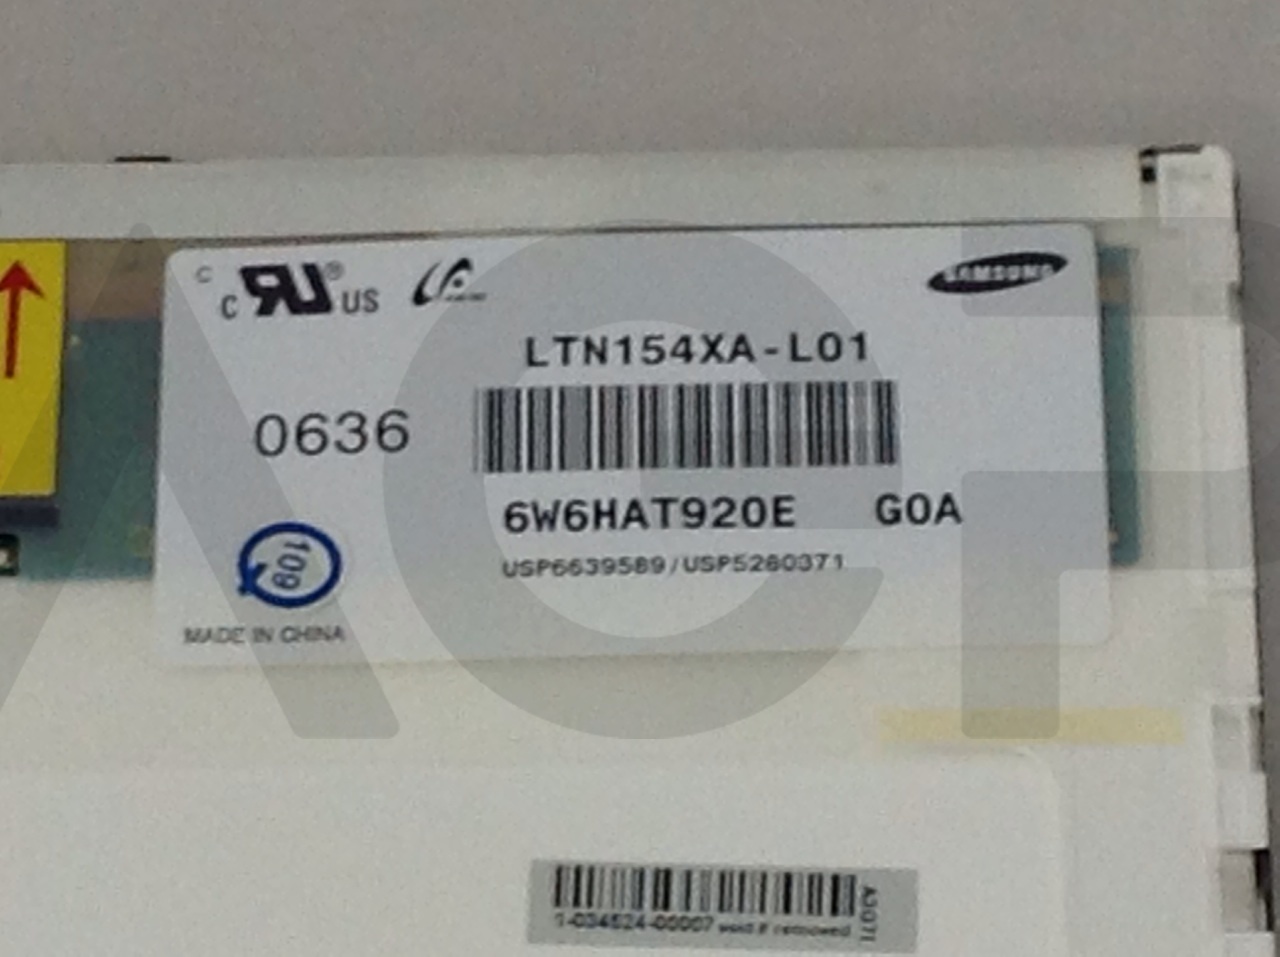 c RU® US
SAMSUNG
LTN154XA-L01
0636
6W6HAT920E G0A
USP6639589/USP5280371
109
MADE IN CHINA
1-034524-00007 void if removed